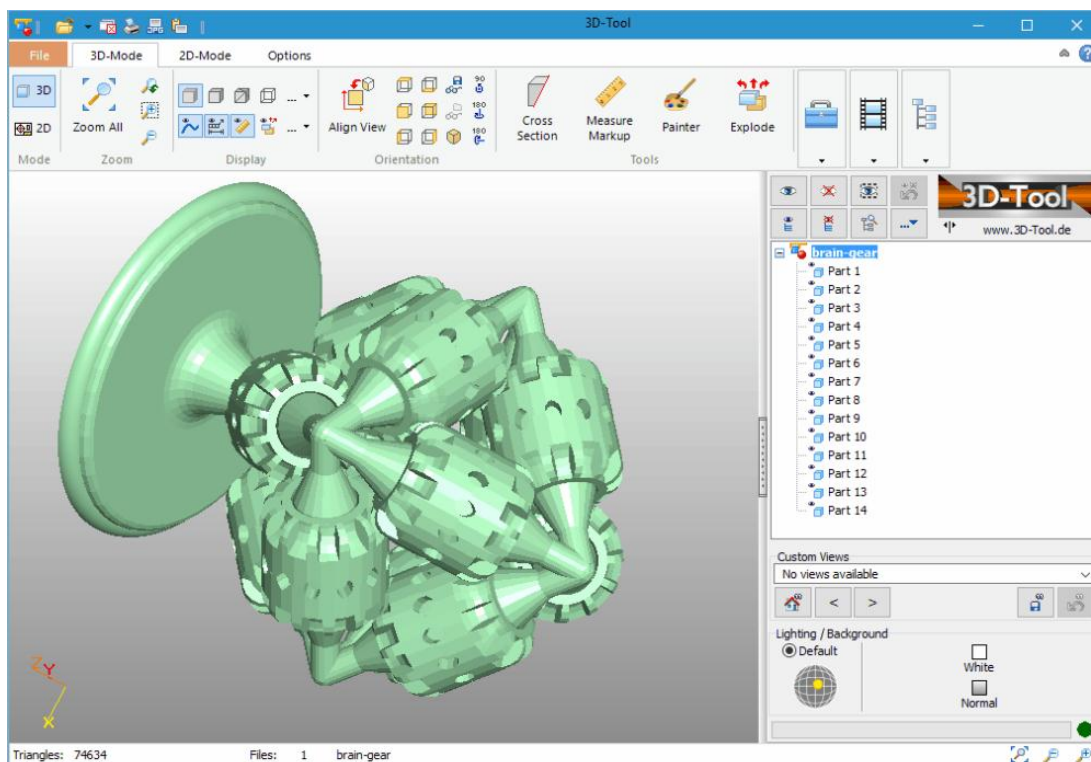 3D-Tool
File 3D-Mode 2D-Mode Options
3D
2D
Zoom All
Align View
90
180
180
Cross
Section
Measure
Markup
Painter
Explode
Mode Zoom Display Orientation Tools
3D-Tool
www.3D-Tool.de
brain-gear
Part 1
Part 2
Part 3
Part 4
Part 5
Part 6
Part 7
Part 8
Part 9
Part 10
Part 11
Part 12
Part 13
Part 14
Custom Views
No views available
< >
Lighting / Background
Default
White
Normal
Z Y
X
Triangles: 74634 Files: 1 brain-gear